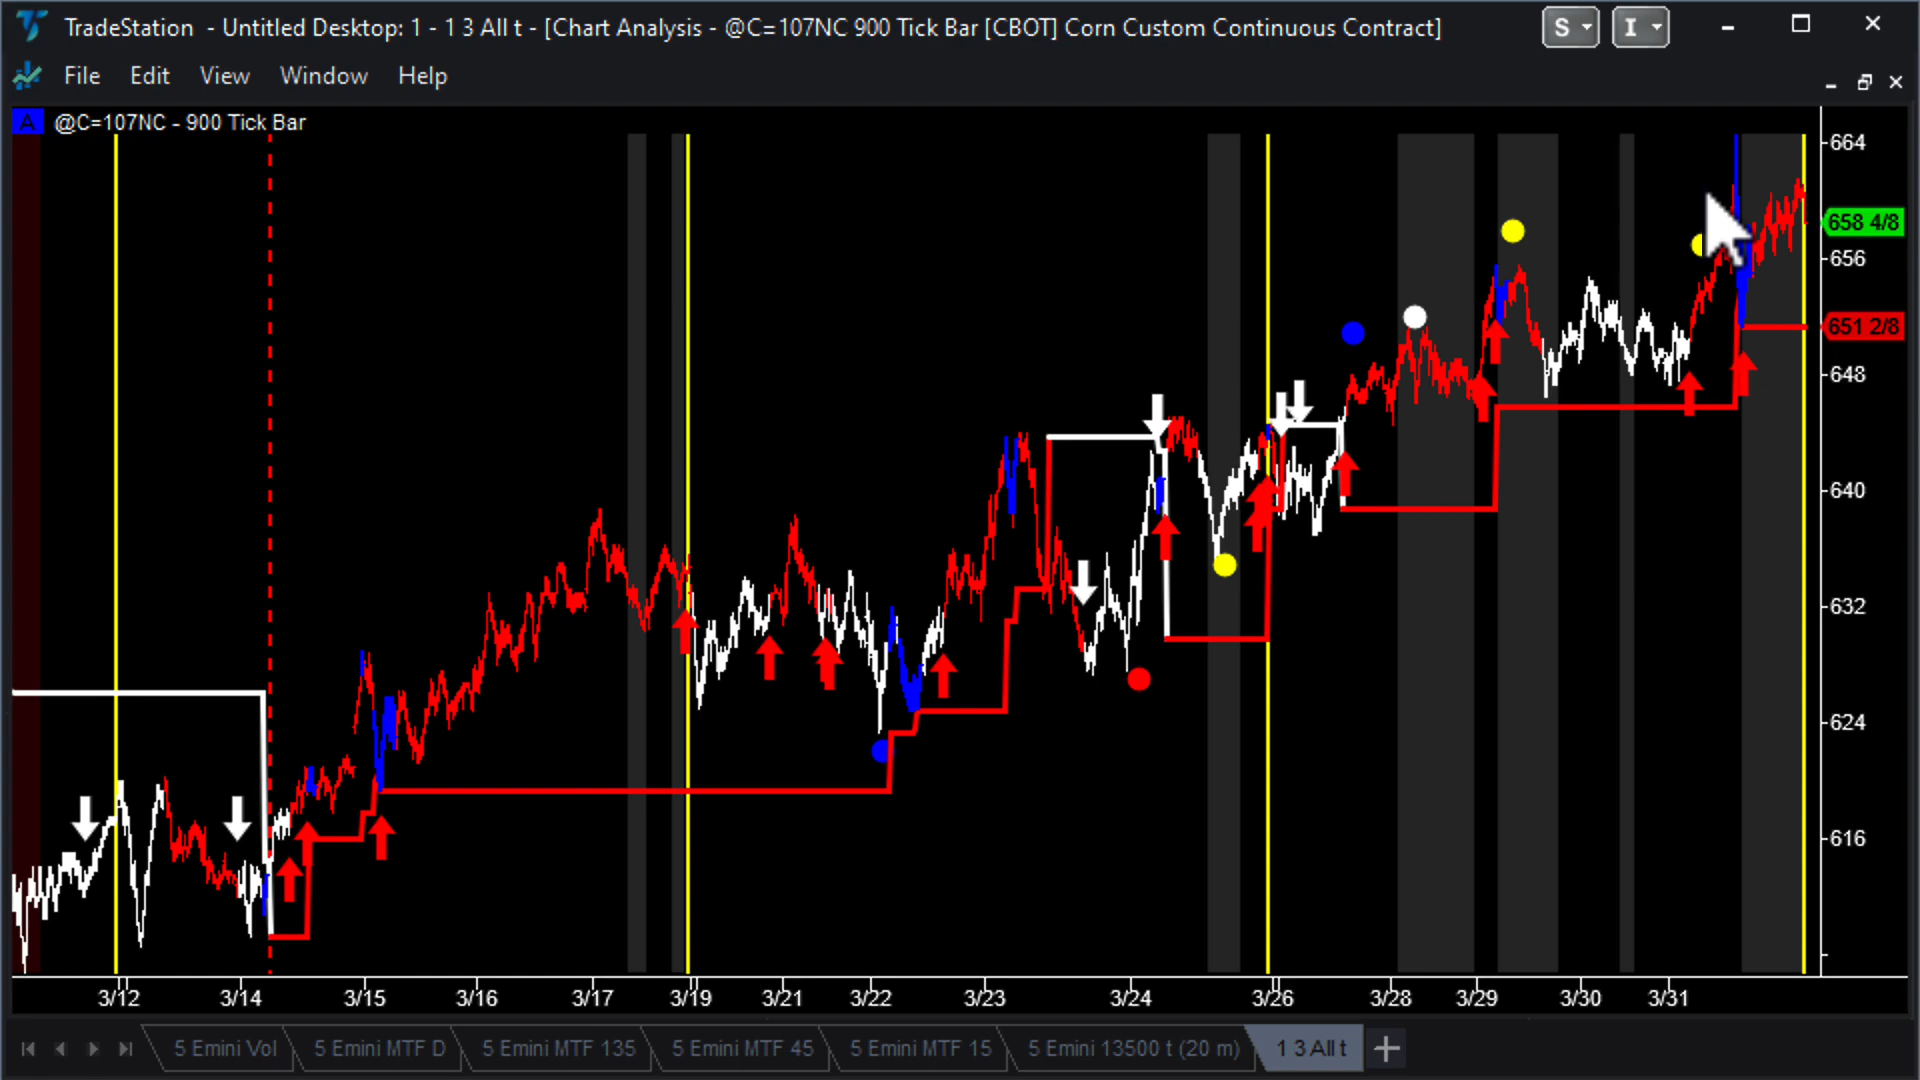 TradeStation - Untitled Desktop: 1 - 1 3 All t - [Chart Analysis - @C=107NC 900 Tick Bar [CBOT] Corn Custom Continuous Contract]
S I
File Edit View Window Help
A @C=107NC - 900 Tick Bar
664
658 4/8
656
651 2/8
648
640
632
624
616
3/12 3/14 3/15 3/16 3/17 3/19 3/21 3/22 3/23 3/24 3/26 3/28 3/29 3/30 3/31
5 Emini Vol 5 Emini MTF D 5 Emini MTF 135 5 Emini MTF 45 5 Emini MTF 15 5 Emini 13500 t (20 m) 1 3 All t